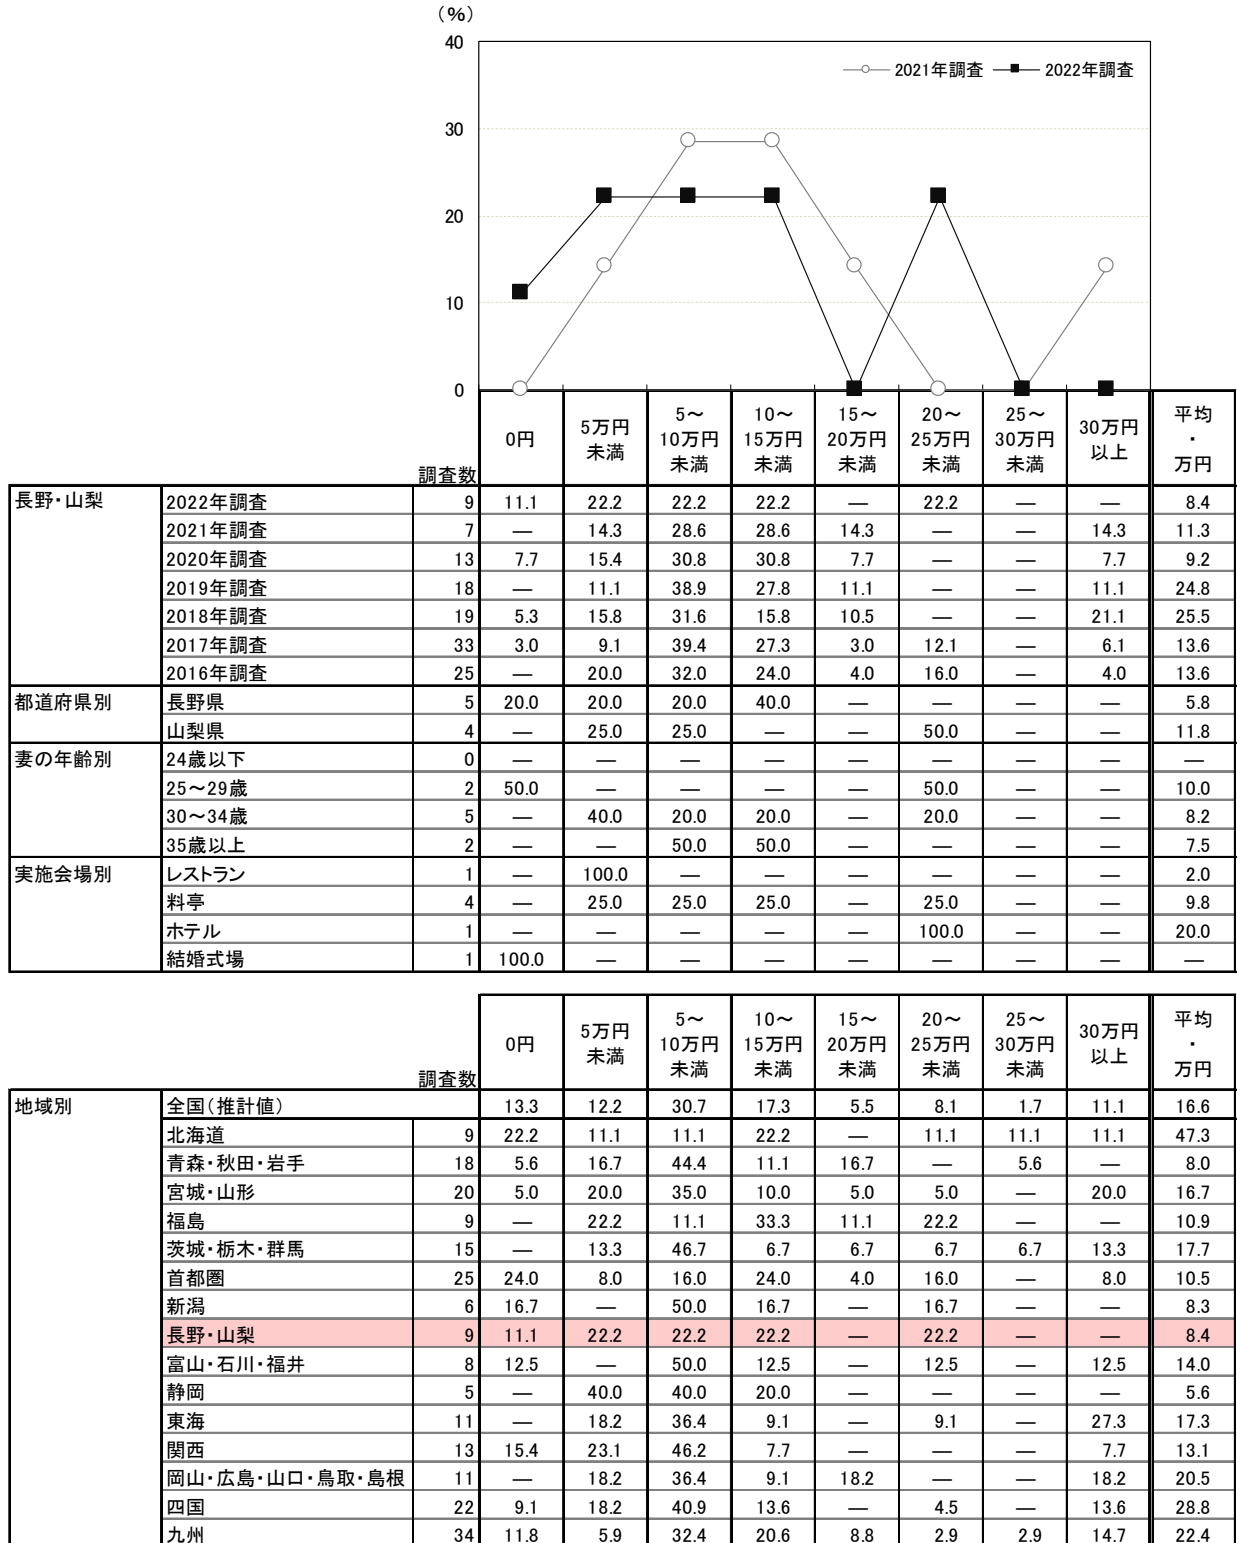 （%）
40
30
20
10
0
2021年調査 2022年調査
調査数 0円 5万円未満 5～10万円未満 10～15万円未満 15～20万円未満 20～25万円未満 25～30万円未満 30万円以上 平均・万円
長野・山梨 2022年調査 9 11.1 22.2 22.2 22.2 ― 22.2 ― ― 8.4
2021年調査 7 ― 14.3 28.6 28.6 14.3 ― ― 14.3 11.3
2020年調査 13 7.7 15.4 30.8 30.8 7.7 ― ― 7.7 9.2
2019年調査 18 ― 11.1 38.9 27.8 11.1 ― ― 11.1 24.8
2018年調査 19 5.3 15.8 31.6 15.8 10.5 ― ― 21.1 25.5
2017年調査 33 3.0 9.1 39.4 27.3 3.0 12.1 ― 6.1 13.6
2016年調査 25 ― 20.0 32.0 24.0 4.0 16.0 ― 4.0 13.6
都道府県別 長野県 5 20.0 20.0 20.0 40.0 ― ― ― ― 5.8
山梨県 4 ― 25.0 25.0 ― ― 50.0 ― ― 11.8
妻の年齢別 24歳以下 0 ― ― ― ― ― ― ― ― ―
25～29歳 2 50.0 ― ― ― ― 50.0 ― ― 10.0
30～34歳 5 ― 40.0 20.0 20.0 ― 20.0 ― ― 8.2
35歳以上 2 ― ― 50.0 50.0 ― ― ― ― 7.5
実施会場別 レストラン 1 ― 100.0 ― ― ― ― ― ― 2.0
料亭 4 ― 25.0 25.0 25.0 ― 25.0 ― ― 9.8
ホテル 1 ― ― ― ― ― 100.0 ― ― 20.0
結婚式場 1 100.0 ― ― ― ― ― ― ― ―
調査数 0円 5万円未満 5～10万円未満 10～15万円未満 15～20万円未満 20～25万円未満 25～30万円未満 30万円以上 平均・万円
地域別 全国（推計値） 13.3 12.2 30.7 17.3 5.5 8.1 1.7 11.1 16.6
北海道 9 22.2 11.1 11.1 22.2 ― 11.1 11.1 11.1 47.3
青森・秋田・岩手 18 5.6 16.7 44.4 11.1 16.7 ― 5.6 ― 8.0
宮城・山形 20 5.0 20.0 35.0 10.0 5.0 5.0 ― 20.0 16.7
福島 9 ― 22.2 11.1 33.3 11.1 22.2 ― ― 10.9
茨城・栃木・群馬 15 ― 13.3 46.7 6.7 6.7 6.7 6.7 13.3 17.7
首都圏 25 24.0 8.0 16.0 24.0 4.0 16.0 ― 8.0 10.5
新潟 6 16.7 ― 50.0 16.7 ― 16.7 ― ― 8.3
長野・山梨 9 11.1 22.2 22.2 22.2 ― 22.2 ― ― 8.4
富山・石川・福井 8 12.5 ― 50.0 12.5 ― 12.5 ― 12.5 14.0
静岡 5 ― 40.0 40.0 20.0 ― ― ― ― 5.6
東海 11 ― 18.2 36.4 9.1 ― 9.1 ― 27.3 17.3
関西 13 15.4 23.1 46.2 7.7 ― ― ― 7.7 13.1
岡山・広島・山口・鳥取・島根 11 ― 18.2 36.4 9.1 18.2 ― ― 18.2 20.5
四国 22 9.1 18.2 40.9 13.6 ― 4.5 ― 13.6 28.8
九州 34 11.8 5.9 32.4 20.6 8.8 2.9 2.9 14.7 22.4